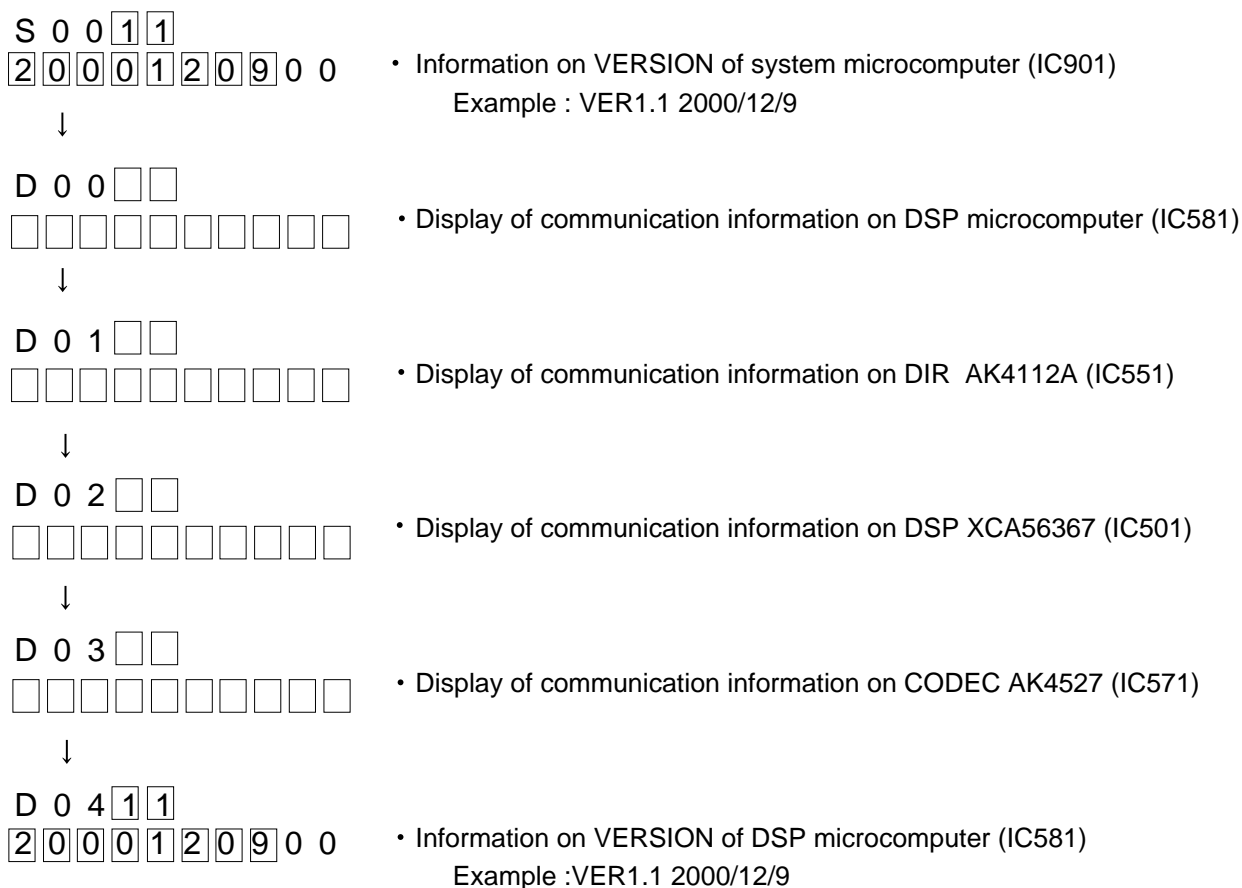 S 0 0 1 1
2 0 0 0 1 2 0 9 0 0
・ Information on VERSION of system microcomputer (IC901)
Example : VER1.1 2000/12/9
↓
D 0 0 □ □
□ □ □ □ □ □ □ □ □ □
・ Display of communication information on DSP microcomputer (IC581)
↓
D 0 1 □ □
□ □ □ □ □ □ □ □ □ □
・ Display of communication information on DIR AK4112A (IC551)
↓
D 0 2 □ □
□ □ □ □ □ □ □ □ □ □
・ Display of communication information on DSP XCA56367 (IC501)
↓
D 0 3 □ □
□ □ □ □ □ □ □ □ □ □
・ Display of communication information on CODEC AK4527 (IC571)
↓
D 0 4 1 1
2 0 0 0 1 2 0 9 0 0
・ Information on VERSION of DSP microcomputer (IC581)
Example :VER1.1 2000/12/9